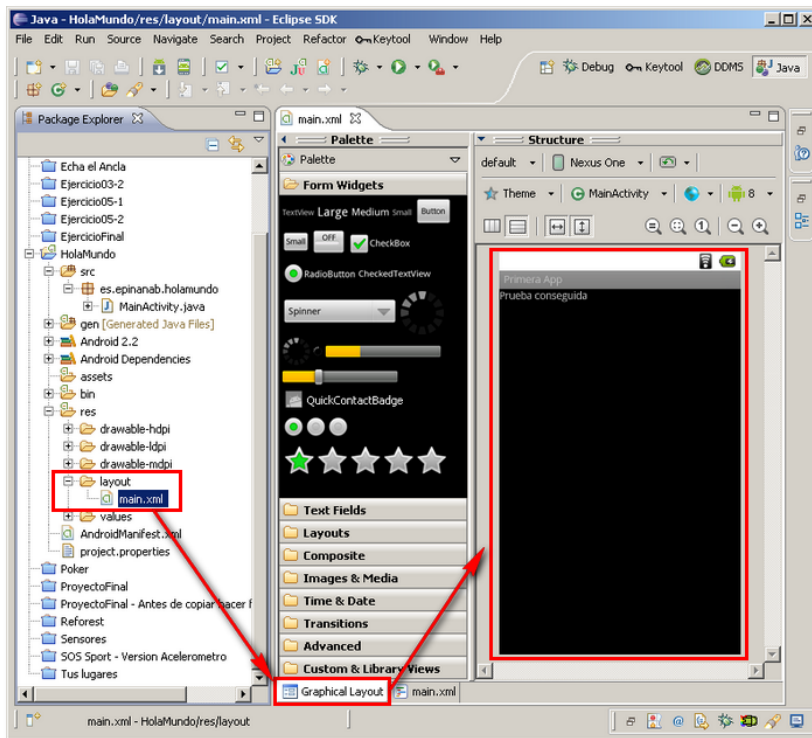 Java - HolaMundo/res/layout/main.xml - Eclipse SDK
File Edit Run Source Navigate Search Project Refactor Keytool Window Help
Debug Keytool DDMS Java
Package Explorer
Echa el Ancla
Ejercicio03-2
Ejercicio05-1
Ejercicio05-2
EjercicioFinal
HolaMundo
src
es.epinanab.holamundo
MainActivity.java
gen [Generated Java Files]
Android 2.2
Android Dependencies
assets
bin
res
drawable-hdpi
drawable-ldpi
drawable-mdpi
layout
main.xml
values
AndroidManifest.xml
project.properties
Poker
ProyectoFinal
ProyectoFinal - Antes de copiar hacer f
Reforest
Sensores
SOS Sport - Version Acelerometro
Tus lugares
main.xml
Palette
Palette
Form Widgets
TextView Large Medium Small Button
Small OFF CheckBox
RadioButton CheckedTextView
Spinner
QuickContactBadge
Text Fields
Layouts
Composite
Images & Media
Time & Date
Transitions
Advanced
Custom & Library Views
Graphical Layout main.xml
Structure
default Nexus One
Theme MainActivity 8
Primera App
Prueba conseguida
main.xml - HolaMundo/res/layout